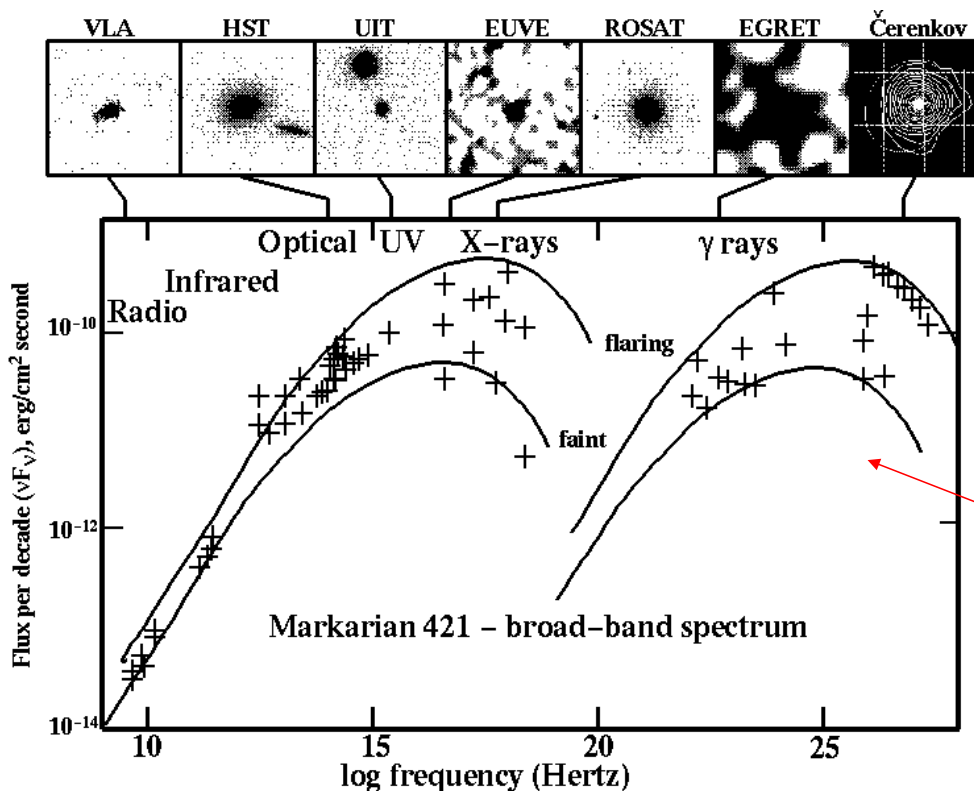 VLA HST UIT EUVE ROSAT EGRET Čerenkov
Optical UV X-rays γ rays
Infrared
Radio
10⁻¹⁰
flaring
faint
10⁻¹²
Markarian 421 – broad-band spectrum
10⁻¹⁴
10 15 20 25
log frequency (Hertz)
Flux per decade (νFν), erg/cm² second